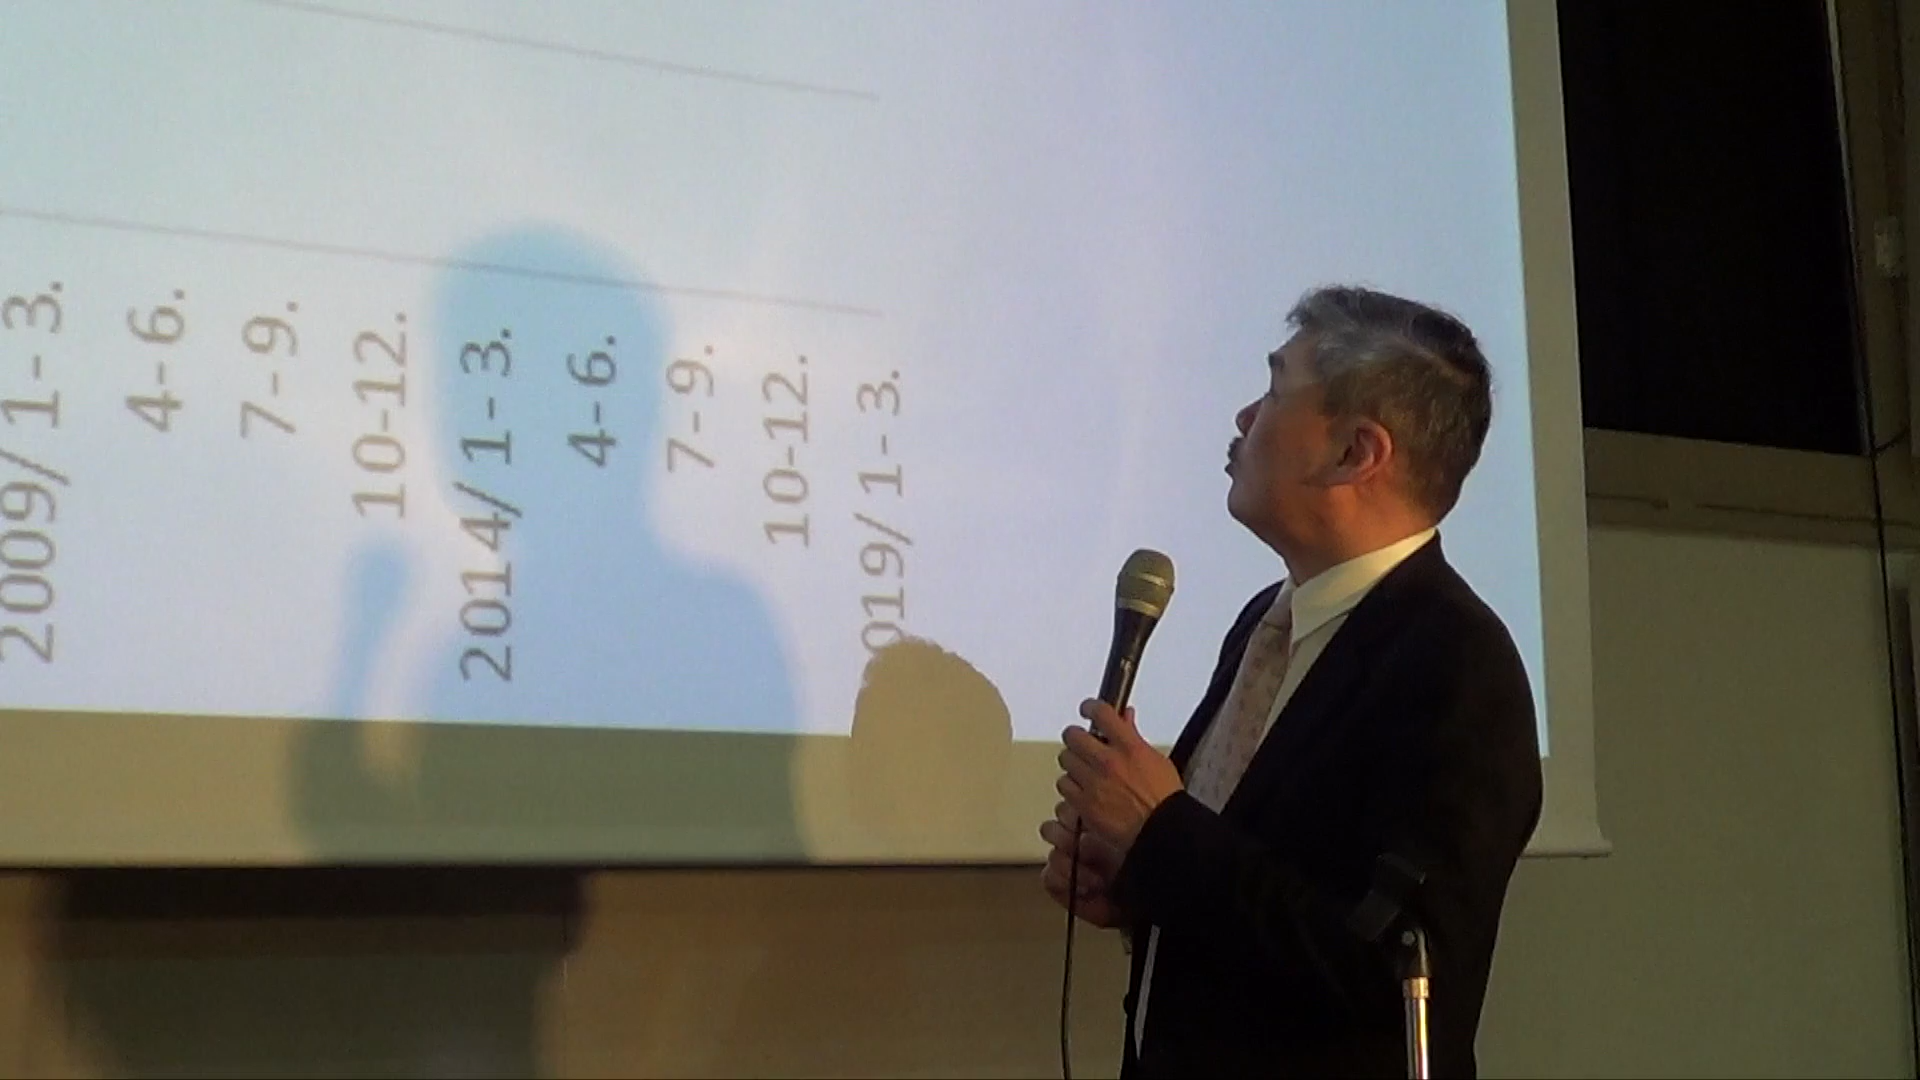 2009/ 1- 3.
4- 6.
7- 9.
10-12.
2014/ 1- 3.
4- 6.
7- 9.
10-12.
019/ 1- 3.